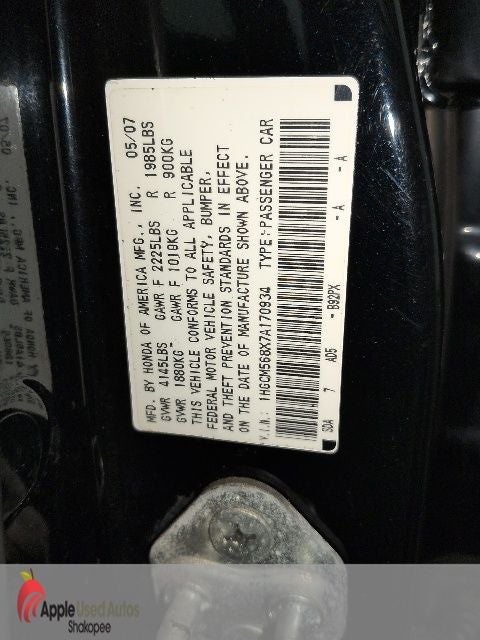 MFD. BY HONDA OF AMERICA MFG., INC. 05/07
GVWR 4145LBS GAWR F 2225LBS R 1985LBS
GVWR 1880KG GAWR F 1010KG R 900KG
THIS VEHICLE CONFORMS TO ALL APPLICABLE
FEDERAL MOTOR VEHICLE SAFETY, BUMPER,
AND THEFT PREVENTION STANDARDS IN EFFECT
ON THE DATE OF MANUFACTURE SHOWN ABOVE.
V.I.N.: 1HGCM568X7A170934 TYPE: PASSENGER CAR
SDA 7 AD5 - B92PX - A - A
Apple Used Autos
Shakopee